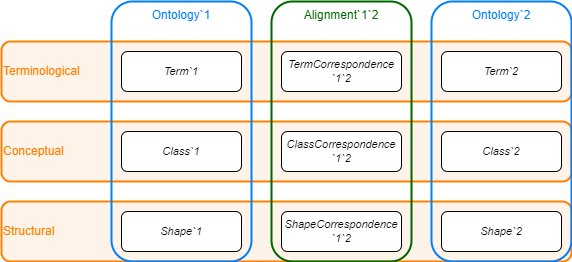 Ontology`1 Alignment`1`2 Ontology`2
Terminological Term`1 TermCorrespondence Term`2
`1`2
Conceptual Class`1 ClassCorrespondence Class`2
`1`2
Structural Shape`1 ShapeCorrespondence Shape`2
`1`2